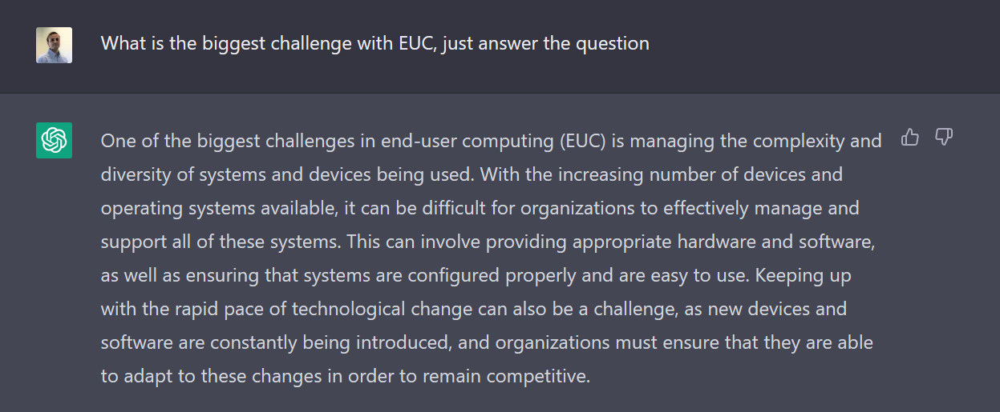 What is the biggest challenge with EUC, just answer the question
One of the biggest challenges in end-user computing (EUC) is managing the complexity and
diversity of systems and devices being used. With the increasing number of devices and
operating systems available, it can be difficult for organizations to effectively manage and
support all of these systems. This can involve providing appropriate hardware and software,
as well as ensuring that systems are configured properly and are easy to use. Keeping up
with the rapid pace of technological change can also be a challenge, as new devices and
software are constantly being introduced, and organizations must ensure that they are able
to adapt to these changes in order to remain competitive.